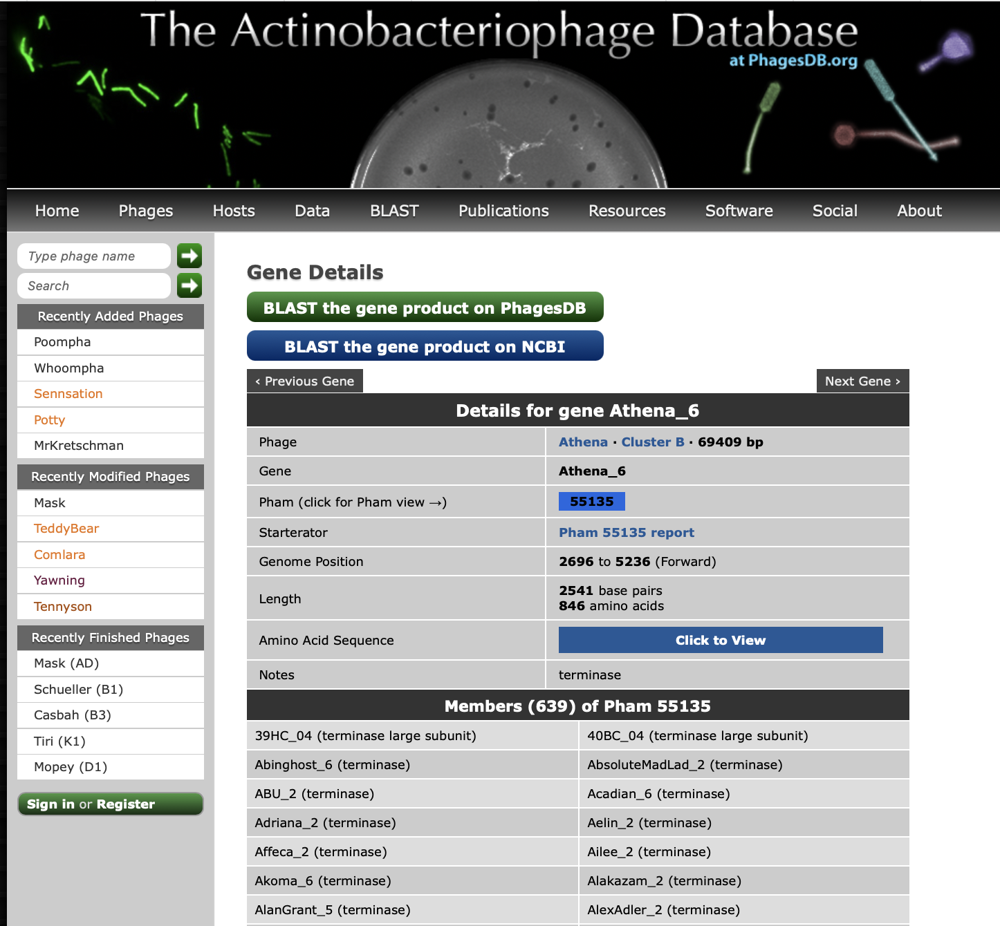 The Actinobacteriophage Database
at PhagesDB.org
Home Phages Hosts Data BLAST Publications Resources Software Social About
Type phage name
Search
Recently Added Phages
Poompha
Whoompha
Sennsation
Potty
MrKretschman
Recently Modified Phages
Mask
TeddyBear
Comlara
Yawning
Tennyson
Recently Finished Phages
Mask (AD)
Schueller (B1)
Casbah (B3)
Tiri (K1)
Mopey (D1)
Sign in or Register
Gene Details
BLAST the gene product on PhagesDB
BLAST the gene product on NCBI
‹ Previous Gene Next Gene ›
Details for gene Athena_6
Phage Athena · Cluster B · 69409 bp
Gene Athena_6
Pham (click for Pham view →) 55135
Starterator Pham 55135 report
Genome Position 2696 to 5236 (Forward)
Length 2541 base pairs
846 amino acids
Amino Acid Sequence Click to View
Notes terminase
Members (639) of Pham 55135
39HC_04 (terminase large subunit) 40BC_04 (terminase large subunit)
Abinghost_6 (terminase) AbsoluteMadLad_2 (terminase)
ABU_2 (terminase) Acadian_6 (terminase)
Adriana_2 (terminase) Aelin_2 (terminase)
Affeca_2 (terminase) Ailee_2 (terminase)
Akoma_6 (terminase) Alakazam_2 (terminase)
AlanGrant_5 (terminase) AlexAdler_2 (terminase)